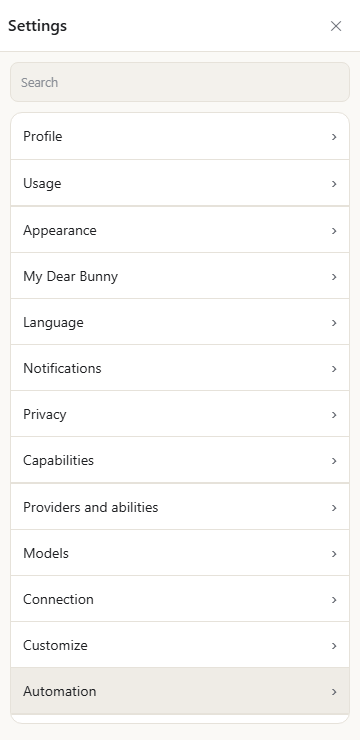 Settings
Search
Profile
Usage
Appearance
My Dear Bunny
Language
Notifications
Privacy
Capabilities
Providers and abilities
Models
Connection
Customize
Automation